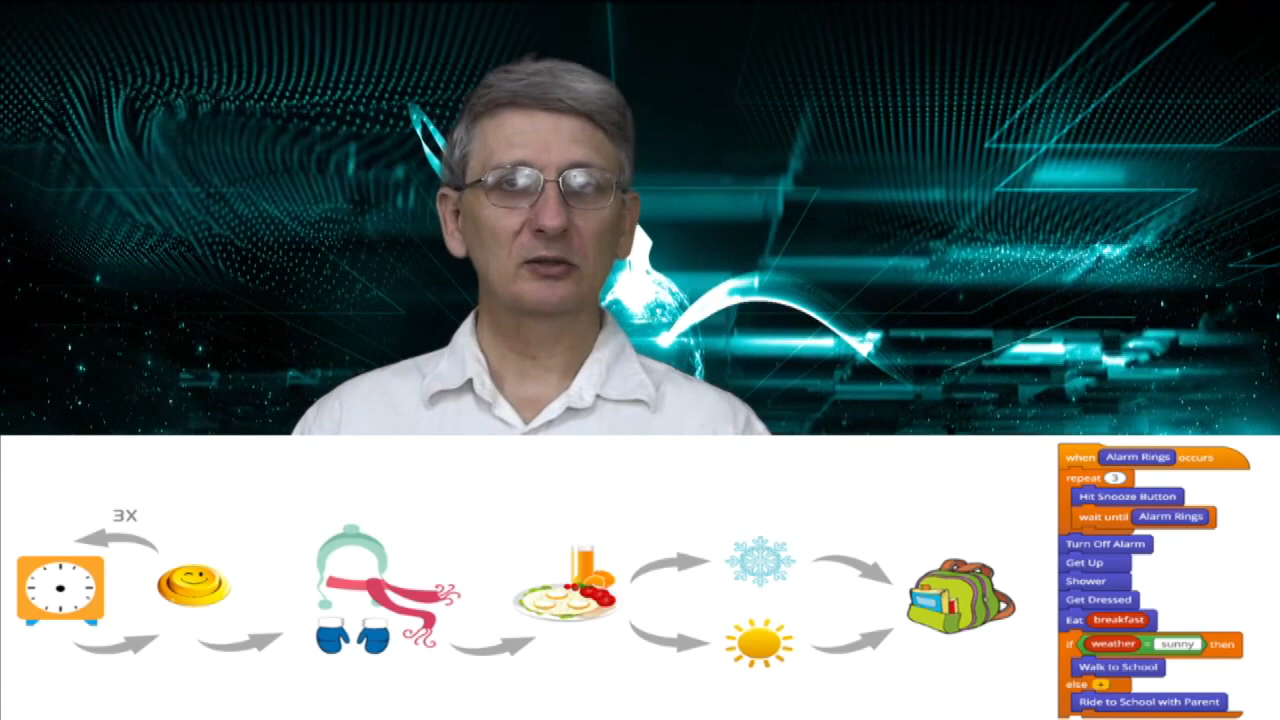 3X
when Alarm Rings occurs
repeat 3
Hit Snooze Button
wait until Alarm Rings
Turn Off Alarm
Get Up
Shower
Get Dressed
Eat breakfast
if weather = sunny then
Walk to School
else +
Ride to School with Parent